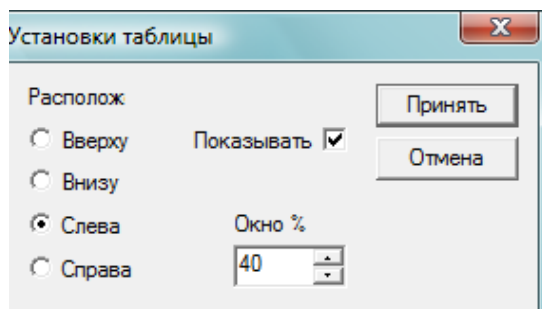 Установки таблицы
Располож
Принять
Вверху
Показывать
Отмена
Внизу
Слева
Окно %
Справа
40